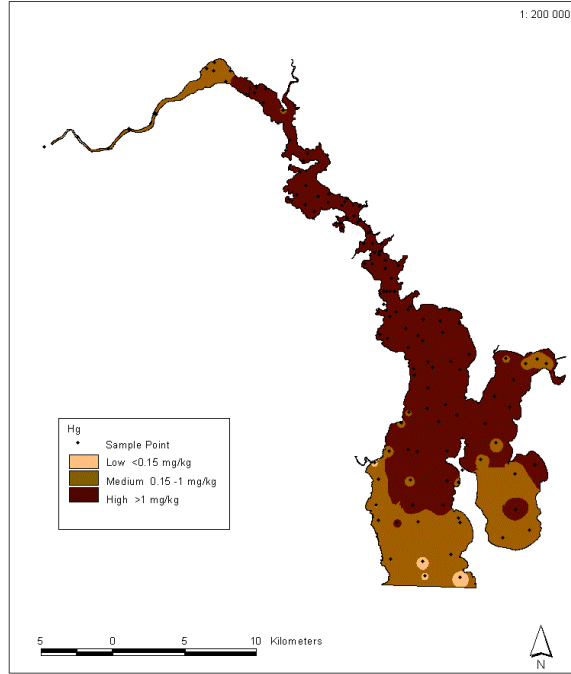 1: 200 000
Hg
Sample Point
Low <0.15 mg/kg
Medium 0.15 -1 mg/kg
High >1 mg/kg
5 0 5 10 Kilometers
N